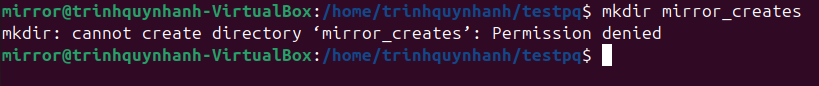 mirror@trinhquynhanh-VirtualBox:/home/trinhquynhanh/testpq$ mkdir mirror_creates
mkdir: cannot create directory ‘mirror_creates’: Permission denied
mirror@trinhquynhanh-VirtualBox:/home/trinhquynhanh/testpq$